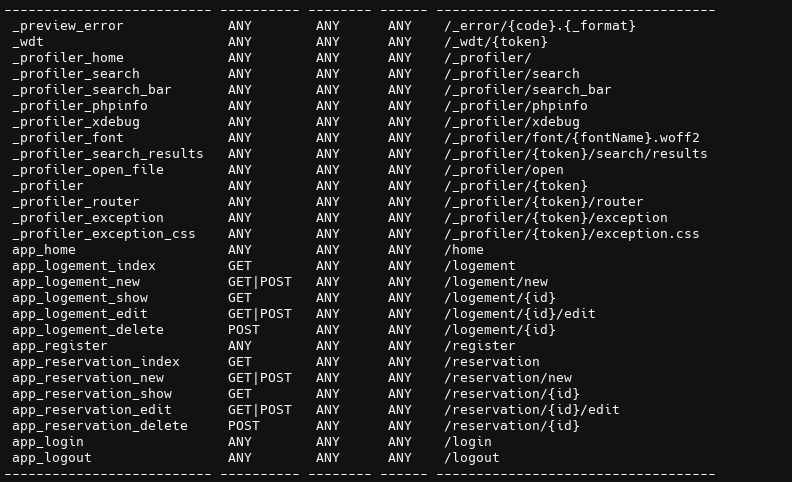 -------------------------- ---------- -------- ------ -----------------------------------
_preview_error ANY ANY ANY /_error/{code}.{_format}
_wdt ANY ANY ANY /_wdt/{token}
_profiler_home ANY ANY ANY /_profiler/
_profiler_search ANY ANY ANY /_profiler/search
_profiler_search_bar ANY ANY ANY /_profiler/search_bar
_profiler_phpinfo ANY ANY ANY /_profiler/phpinfo
_profiler_xdebug ANY ANY ANY /_profiler/xdebug
_profiler_font ANY ANY ANY /_profiler/font/{fontName}.woff2
_profiler_search_results ANY ANY ANY /_profiler/{token}/search/results
_profiler_open_file ANY ANY ANY /_profiler/open
_profiler ANY ANY ANY /_profiler/{token}
_profiler_router ANY ANY ANY /_profiler/{token}/router
_profiler_exception ANY ANY ANY /_profiler/{token}/exception
_profiler_exception_css ANY ANY ANY /_profiler/{token}/exception.css
app_home ANY ANY ANY /home
app_logement_index GET ANY ANY /logement
app_logement_new GET|POST ANY ANY /logement/new
app_logement_show GET ANY ANY /logement/{id}
app_logement_edit GET|POST ANY ANY /logement/{id}/edit
app_logement_delete POST ANY ANY /logement/{id}
app_register ANY ANY ANY /register
app_reservation_index GET ANY ANY /reservation
app_reservation_new GET|POST ANY ANY /reservation/new
app_reservation_show GET ANY ANY /reservation/{id}
app_reservation_edit GET|POST ANY ANY /reservation/{id}/edit
app_reservation_delete POST ANY ANY /reservation/{id}
app_login ANY ANY ANY /login
app_logout ANY ANY ANY /logout
-------------------------- ---------- -------- ------ -----------------------------------